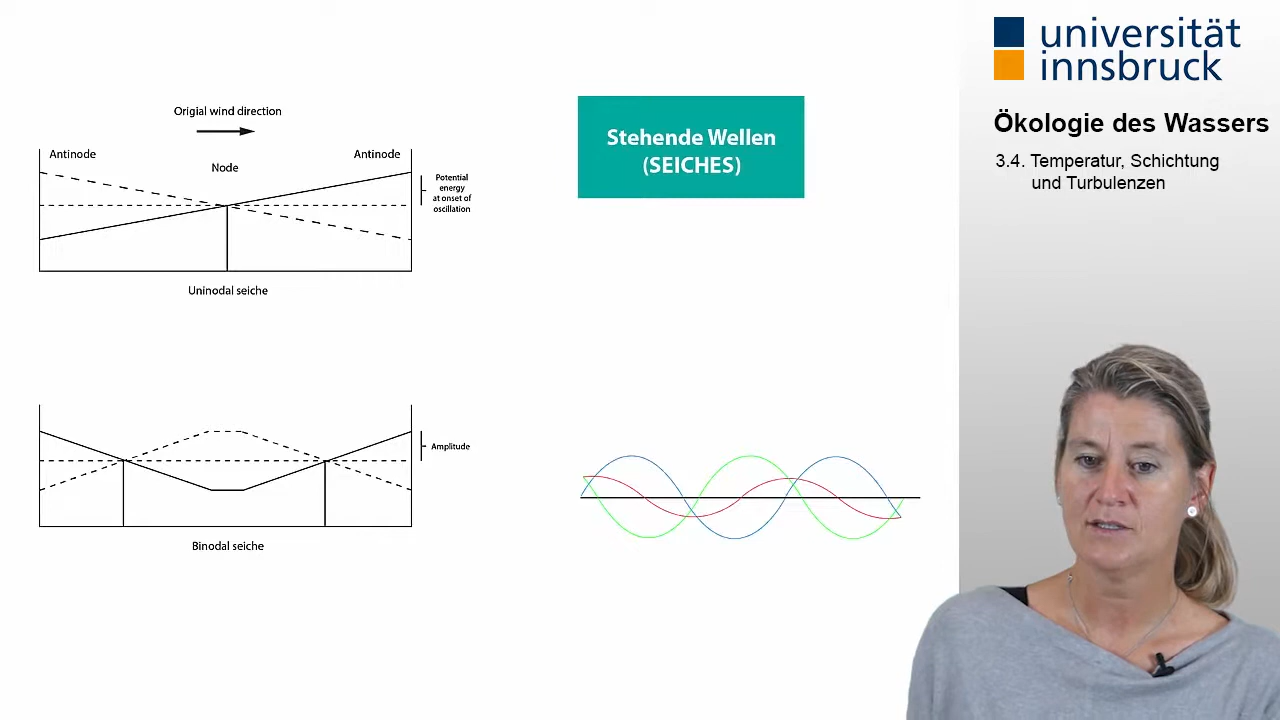 Origial wind direction
Antinode
Node
Antinode
Potential
energy
at onset of
oscillation
Uninodal seiche
Amplitude
Binodal seiche
Stehende Wellen
(SEICHES)
universität
innsbruck
Ökologie des Wassers
3.4. Temperatur, Schichtung
und Turbulenzen